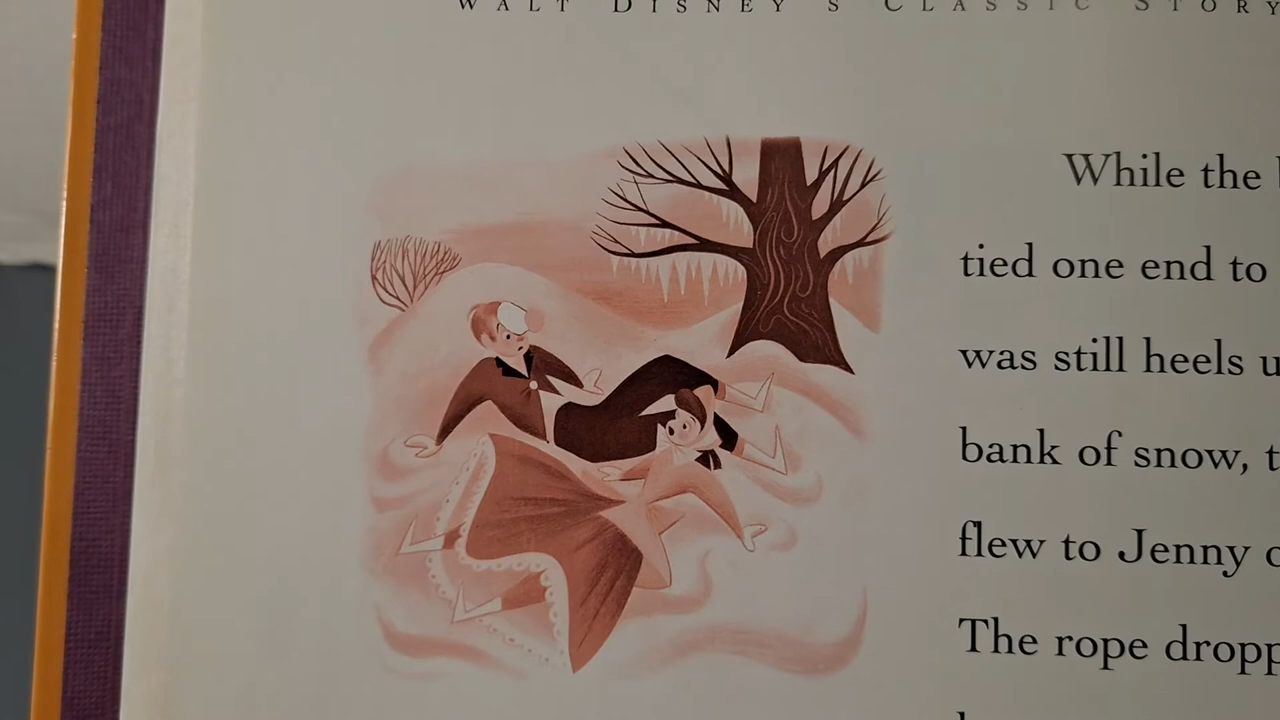 WALT DISNEY'S CLASSIC STORY
While the
tied one end to
was still heels
bank of snow,
flew to Jenny
The rope